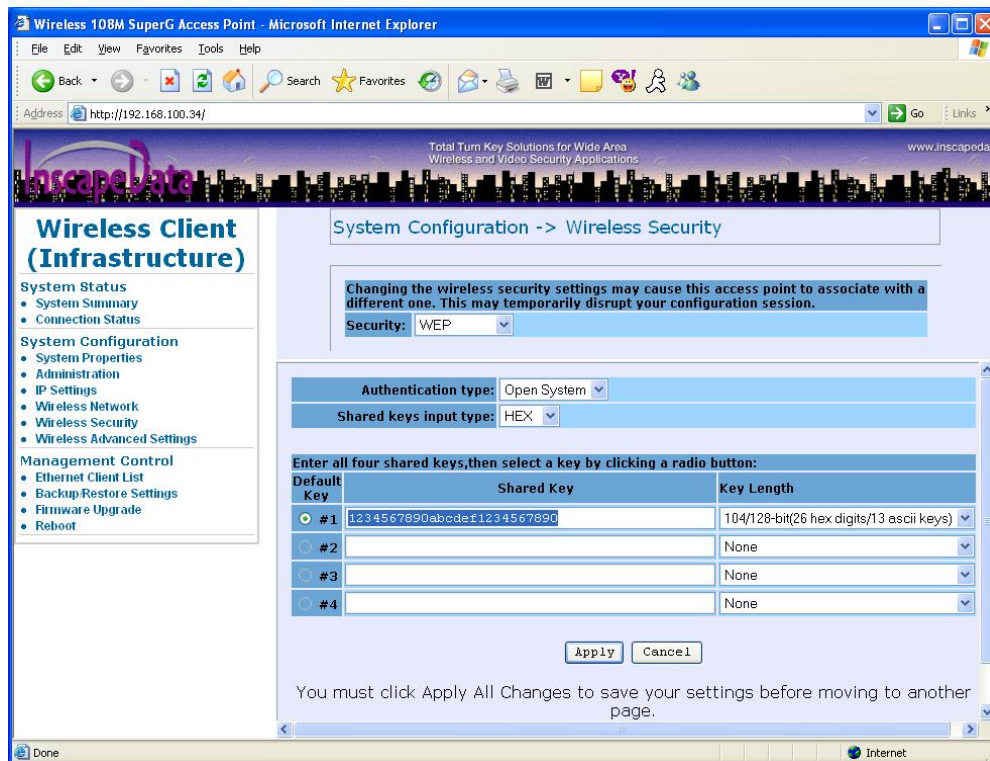 Wireless 108M SuperG Access Point - Microsoft Internet Explorer
File Edit View Favorites Tools Help
Back Search Favorites
Address http://192.168.100.34/ Go Links
InscapeData
Total Turn Key Solutions for Wide Area
Wireless and Video Security Applications
www.inscapeda
Wireless Client
(Infrastructure)
System Status
System Summary
Connection Status
System Configuration
System Properties
Administration
IP Settings
Wireless Network
Wireless Security
Wireless Advanced Settings
Management Control
Ethernet Client List
Backup/Restore Settings
Firmware Upgrade
Reboot
System Configuration -> Wireless Security
Changing the wireless security settings may cause this access point to associate with a
different one. This may temporarily disrupt your configuration session.
Security: WEP
Authentication type: Open System
Shared keys input type: HEX
Enter all four shared keys,then select a key by clicking a radio button:
Default Key Shared Key Key Length
#1 1234567890abcdef1234567890 104/128-bit(26 hex digits/13 ascii keys)
#2 None
#3 None
#4 None
Apply Cancel
You must click Apply All Changes to save your settings before moving to another
page.
Done Internet